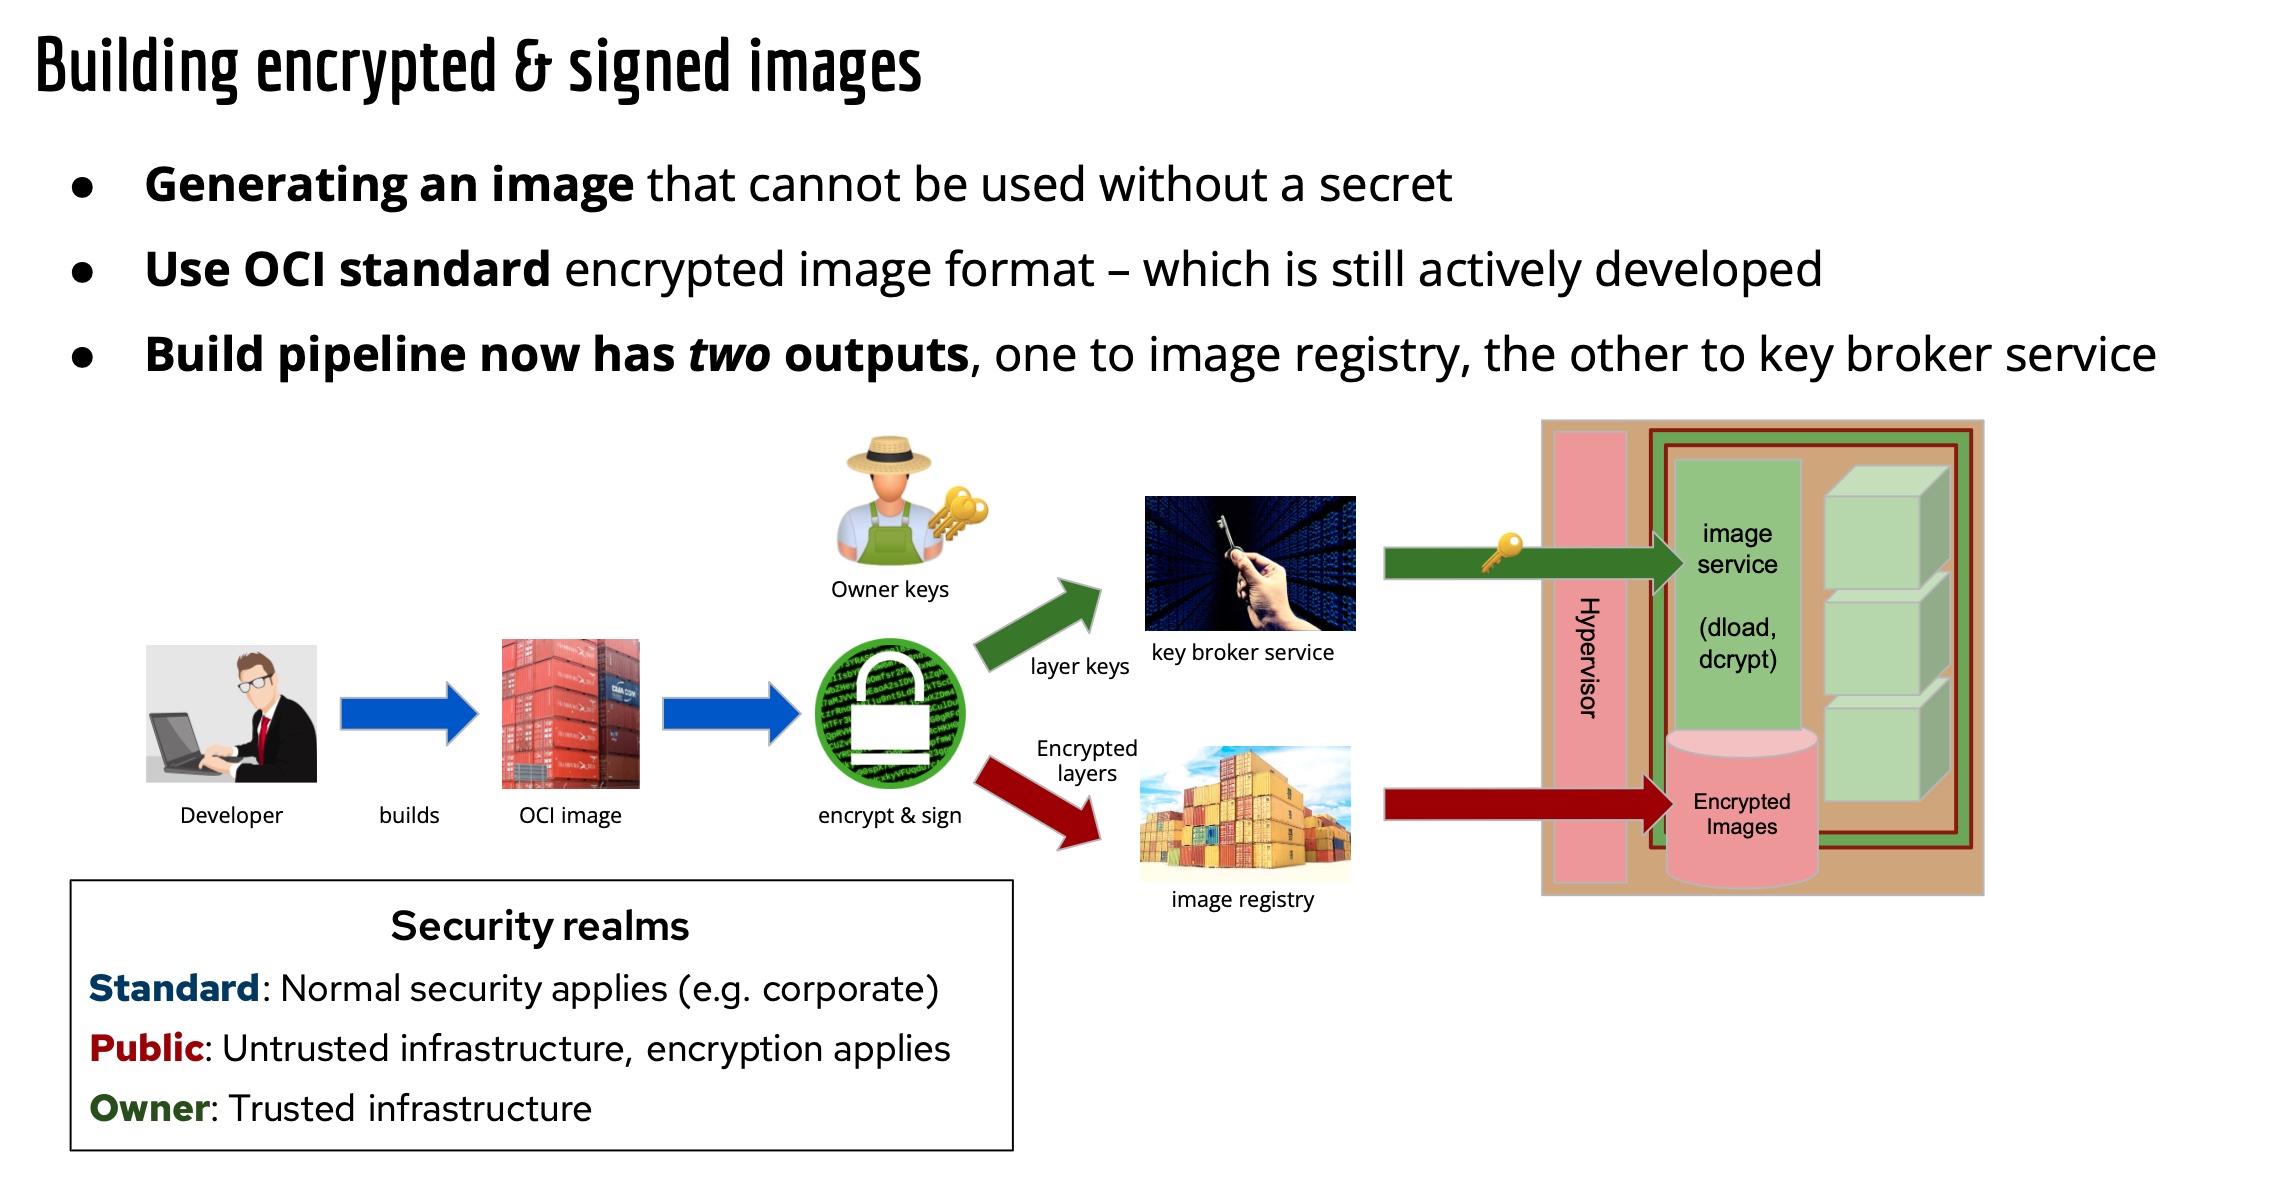 Building encrypted & signed images
● Generating an image that cannot be used without a secret
● Use OCI standard encrypted image format – which is still actively developed
● Build pipeline now has two outputs, one to image registry, the other to key broker service
Owner keys
layer keys
key broker service
Developer
builds
OCI image
encrypt & sign
Encrypted
layers
image registry
Hypervisor
image
service
(dload,
dcrypt)
Encrypted
Images
Security realms
Standard: Normal security applies (e.g. corporate)
Public: Untrusted infrastructure, encryption applies
Owner: Trusted infrastructure